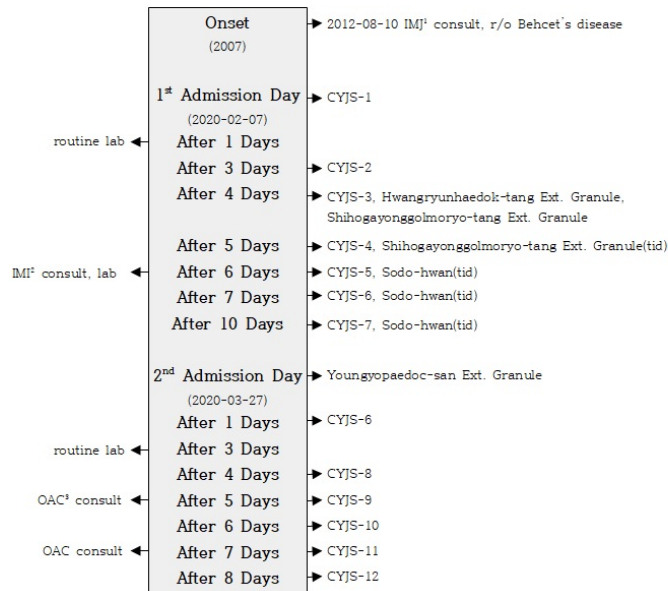 Onset
(2007)
2012-08-10 IMJ¹ consult, r/o Behcet's disease
1st Admission Day
(2020-02-07)
CYJS-1
routine lab
After 1 Days
After 3 Days
CYJS-2
After 4 Days
CYJS-3, Hwangryunhaedok-tang Ext. Granule,
Shihogayonggolmoryo-tang Ext. Granule
After 5 Days
CYJS-4, Shihogayonggolmoryo-tang Ext. Granule(tid)
IMI² consult, lab
After 6 Days
CYJS-5, Sodo-hwan(tid)
After 7 Days
CYJS-6, Sodo-hwan(tid)
After 10 Days
CYJS-7, Sodo-hwan(tid)
2nd Admission Day
(2020-03-27)
Youngyopaedoc-san Ext. Granule
After 1 Days
CYJS-6
routine lab
After 3 Days
After 4 Days
CYJS-8
OAC³ consult
After 5 Days
CYJS-9
After 6 Days
CYJS-10
OAC consult
After 7 Days
CYJS-11
After 8 Days
CYJS-12